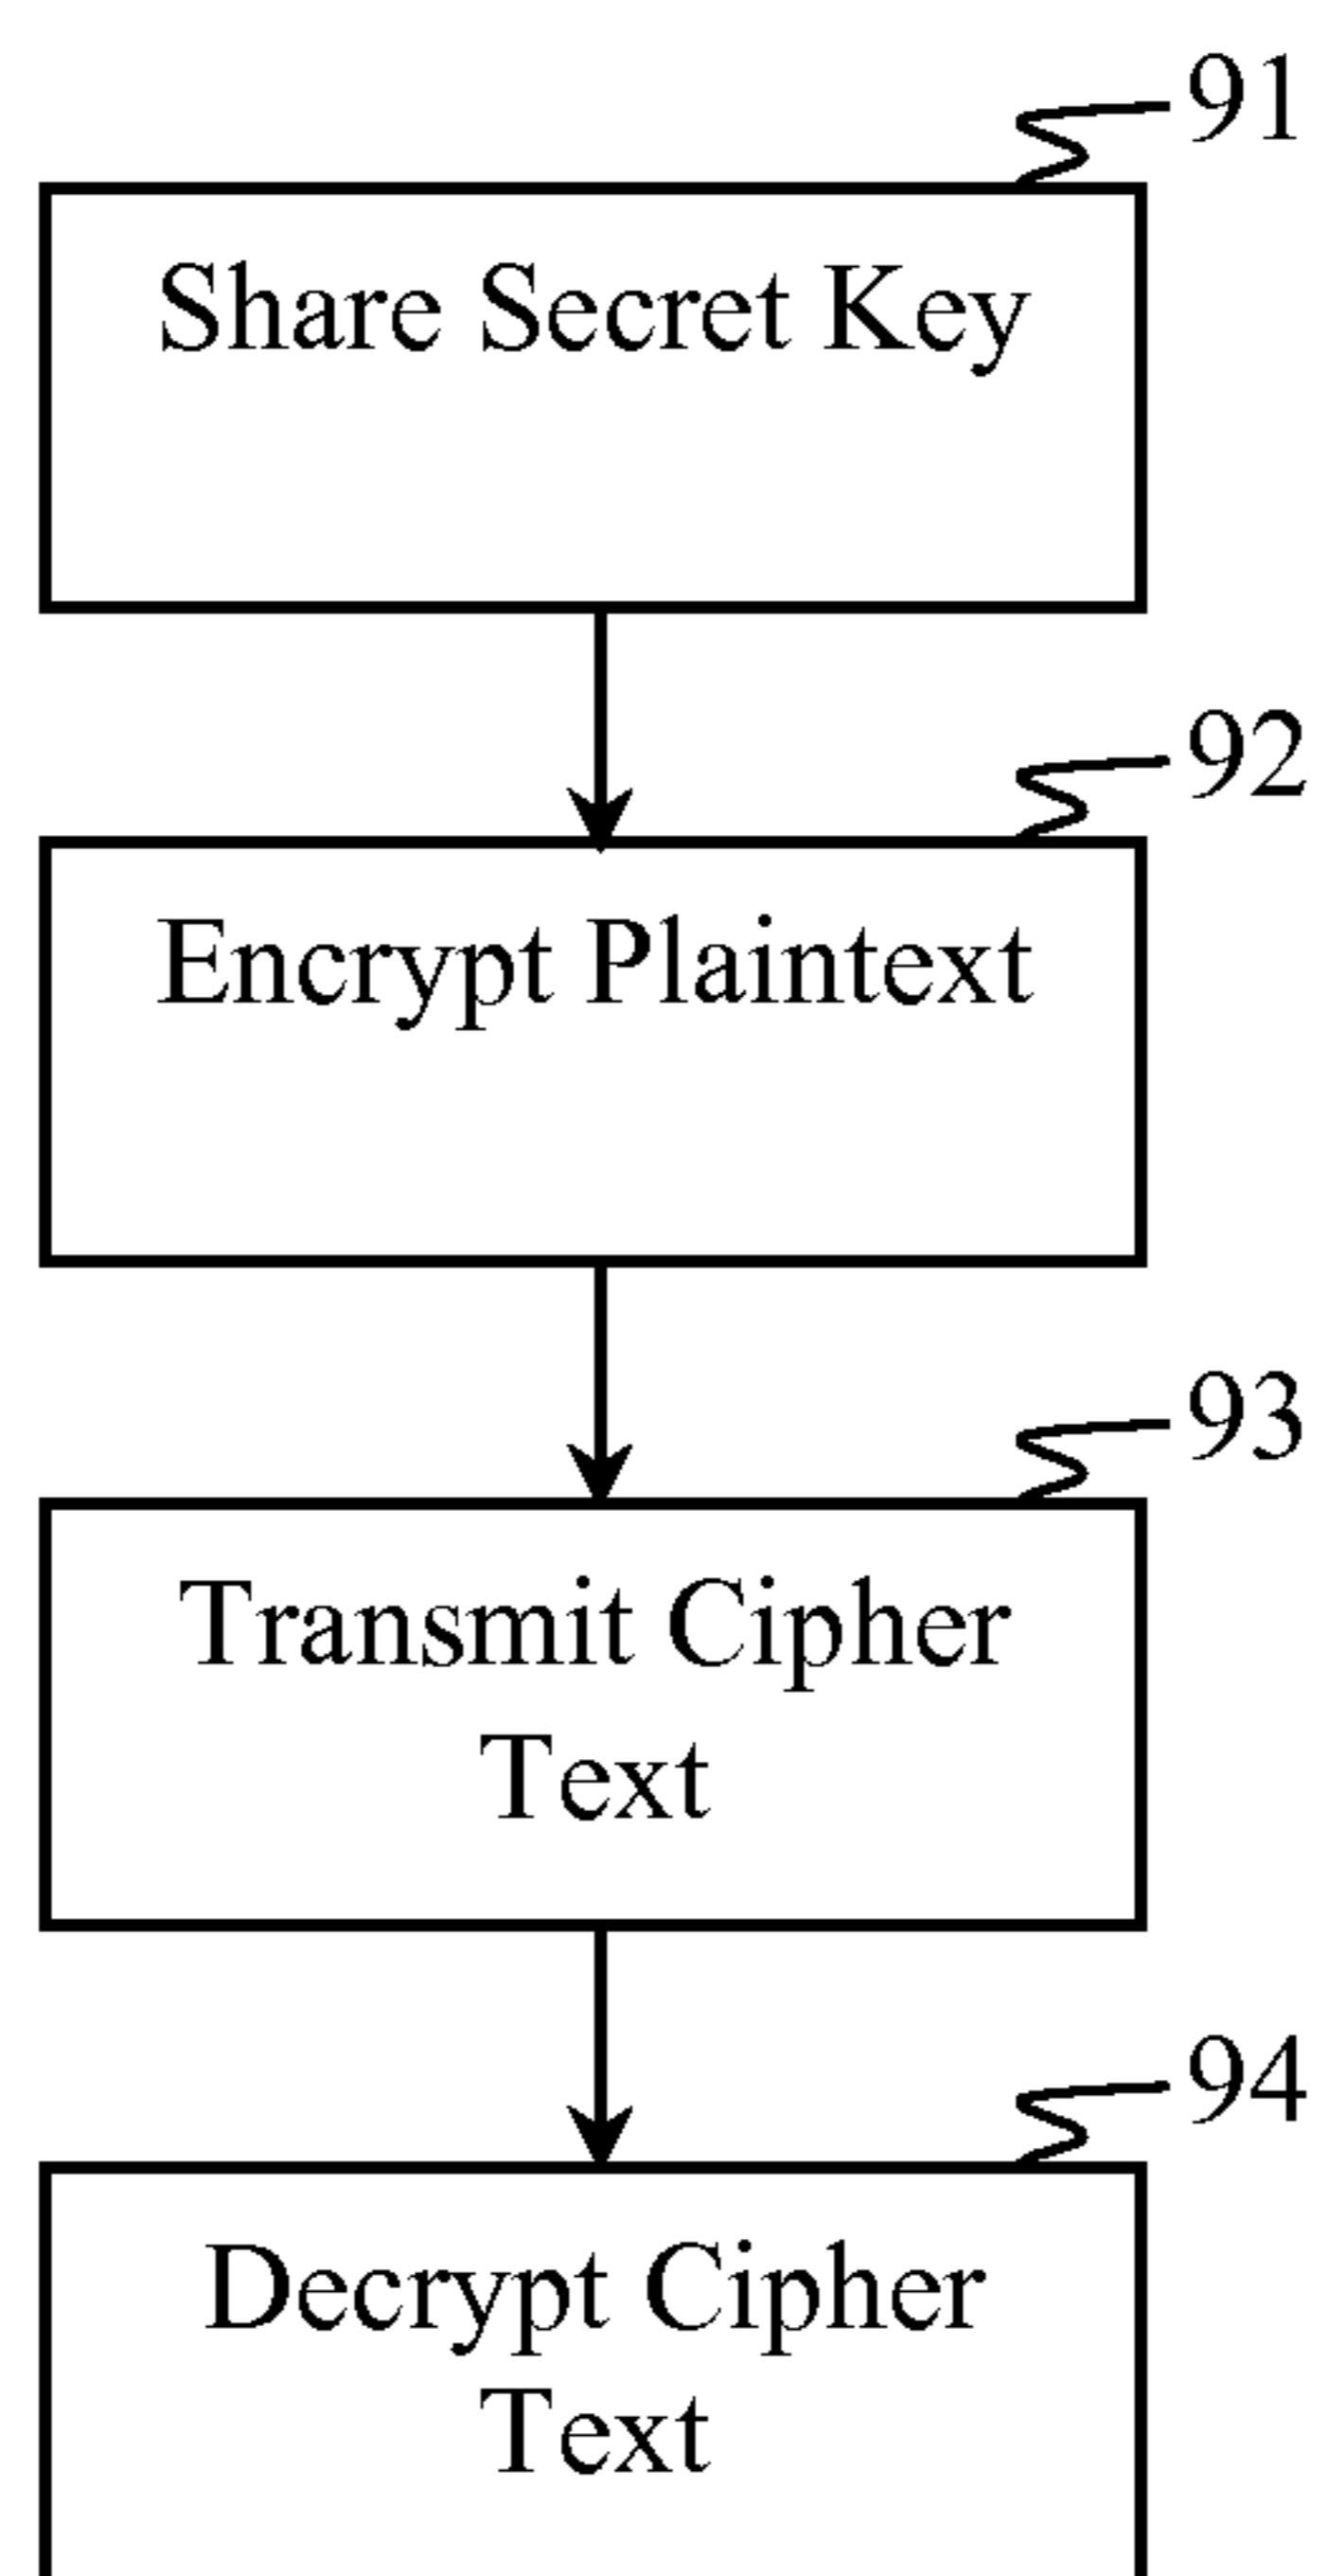 91
Share Secret Key
92
Encrypt Plaintext
93
Transmit Cipher
Text
94
Decrypt Cipher
Text